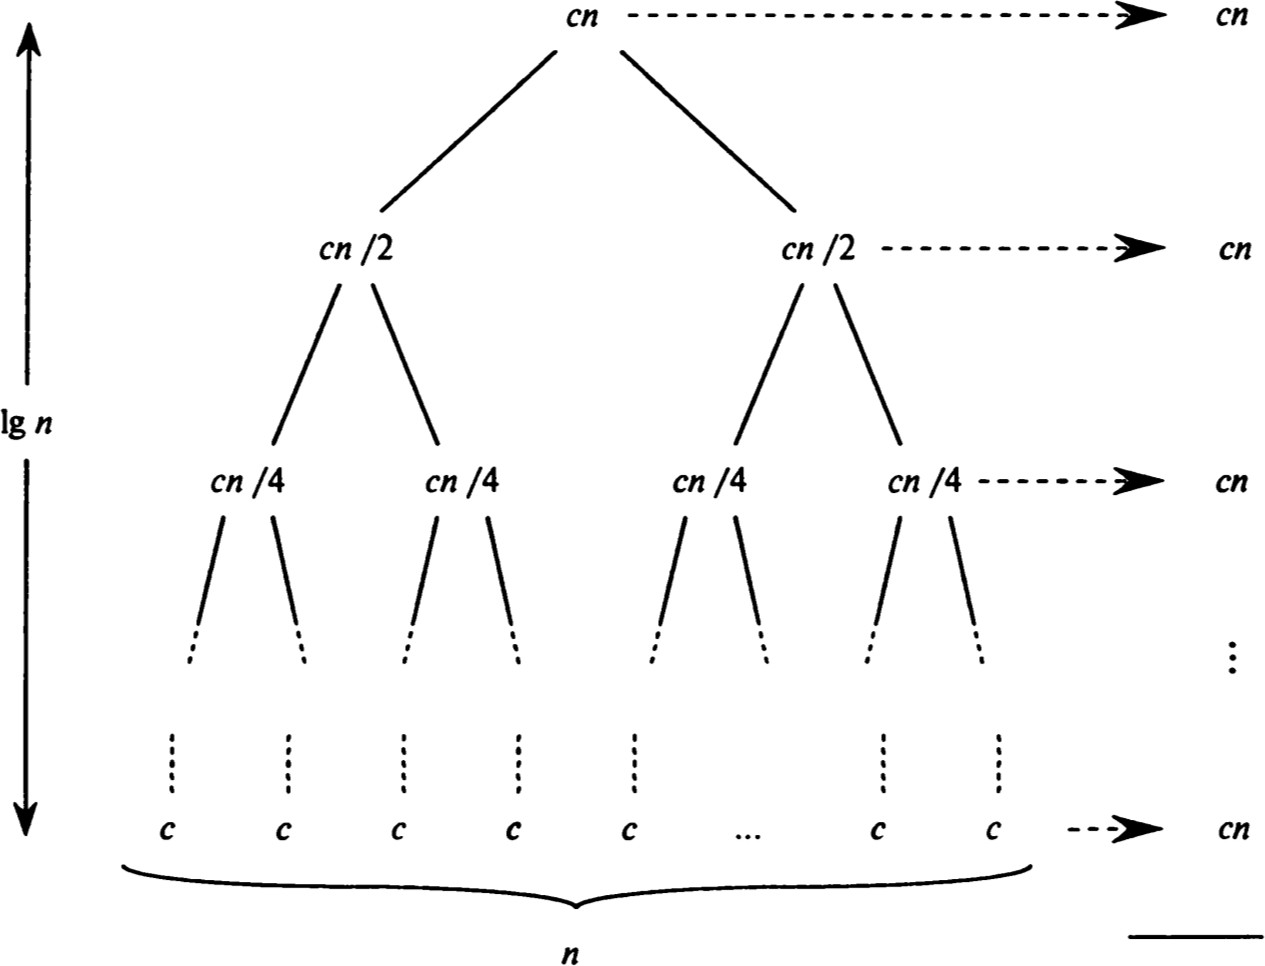 cn cn
cn /2 cn /2 cn
lg n
cn /4 cn /4 cn /4 cn /4 cn
⋮
c c c c c ... c c cn
n